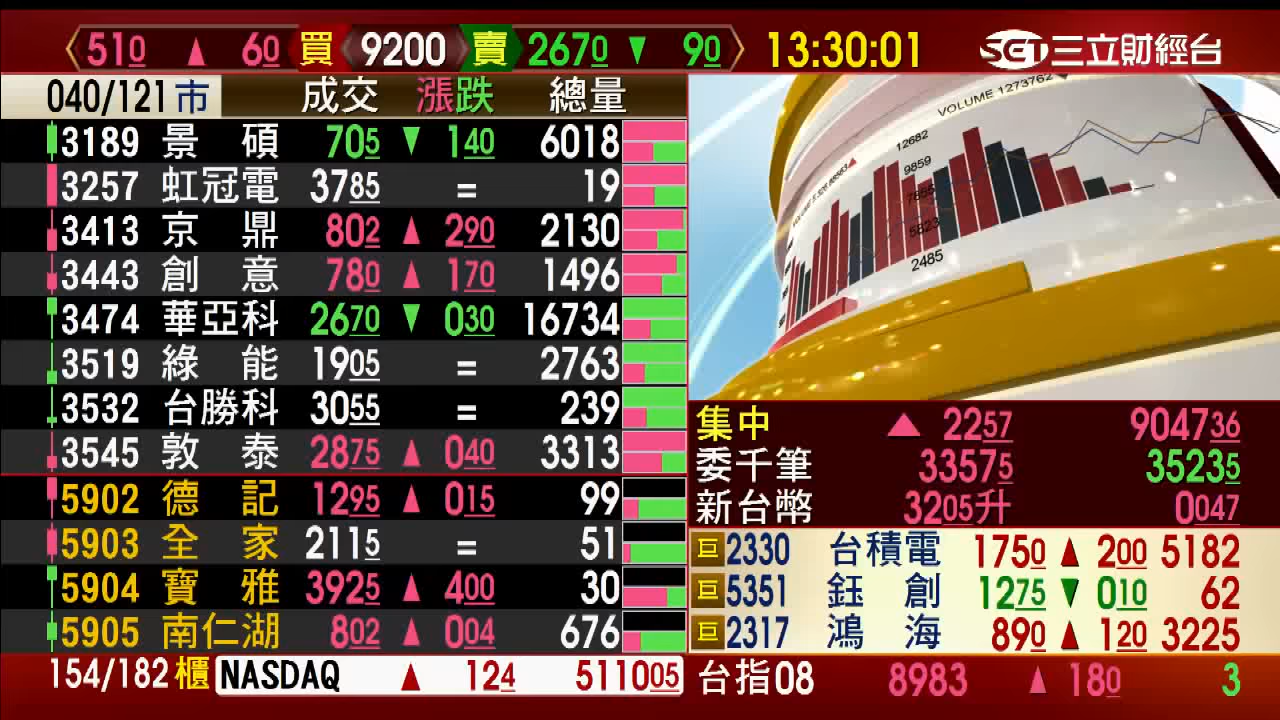 510 ▲ 60 買 9200 賣 2670 ▼ 90 13:30:01 SET三立財經台
040/121 市 成交 漲跌 總量
3189 景碩 705 ▼ 140 6018
3257 虹冠電 3785 = 19
3413 京鼎 802 ▲ 290 2130
3443 創意 780 ▲ 170 1496
3474 華亞科 2670 ▼ 030 16734
3519 綠能 1905 = 2763
3532 台勝科 3055 = 239
3545 敦泰 2875 ▲ 040 3313
5902 德記 1295 ▲ 015 99
5903 全家 2115 = 51
5904 寶雅 3925 ▲ 400 30
5905 南仁湖 802 ▲ 004 676
154/182 櫃 NASDAQ ▲ 124 511005
VOLUME 1273762
12682
9859
7655
5823
2485
集中 ▲ 2257 904736
委千筆 33575 35235
新台幣 3205升 0047
巨 2330 台積電 1750 ▲ 200 5182
巨 5351 鈺創 1275 ▼ 010 62
巨 2317 鴻海 890 ▲ 120 3225
台指08 8983 ▲ 180 3